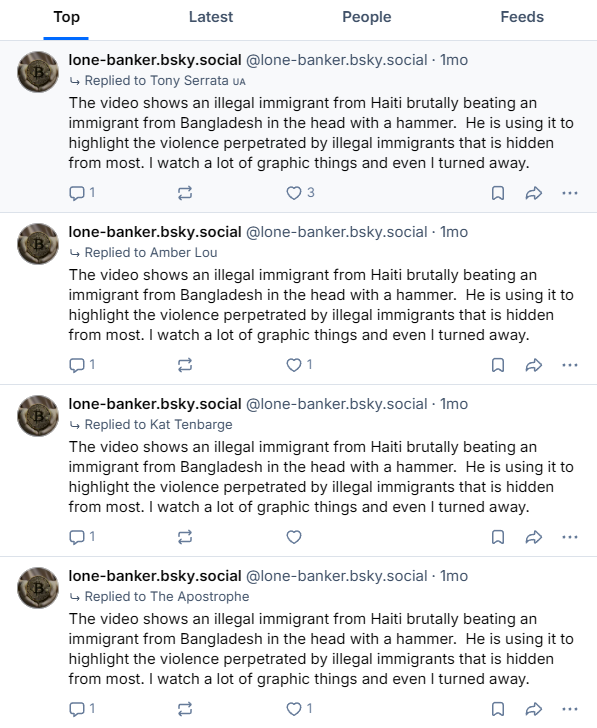 Top Latest People Feeds
lone-banker.bsky.social @lone-banker.bsky.social · 1mo
↳ Replied to Tony Serrata UA
The video shows an illegal immigrant from Haiti brutally beating an
immigrant from Bangladesh in the head with a hammer.  He is using it to
highlight the violence perpetrated by illegal immigrants that is hidden
from most. I watch a lot of graphic things and even I turned away.
1 3
lone-banker.bsky.social @lone-banker.bsky.social · 1mo
↳ Replied to Amber Lou
The video shows an illegal immigrant from Haiti brutally beating an
immigrant from Bangladesh in the head with a hammer.  He is using it to
highlight the violence perpetrated by illegal immigrants that is hidden
from most. I watch a lot of graphic things and even I turned away.
1 1
lone-banker.bsky.social @lone-banker.bsky.social · 1mo
↳ Replied to Kat Tenbarge
The video shows an illegal immigrant from Haiti brutally beating an
immigrant from Bangladesh in the head with a hammer.  He is using it to
highlight the violence perpetrated by illegal immigrants that is hidden
from most. I watch a lot of graphic things and even I turned away.
1
lone-banker.bsky.social @lone-banker.bsky.social · 1mo
↳ Replied to The Apostrophe
The video shows an illegal immigrant from Haiti brutally beating an
immigrant from Bangladesh in the head with a hammer.  He is using it to
highlight the violence perpetrated by illegal immigrants that is hidden
from most. I watch a lot of graphic things and even I turned away.
1 1